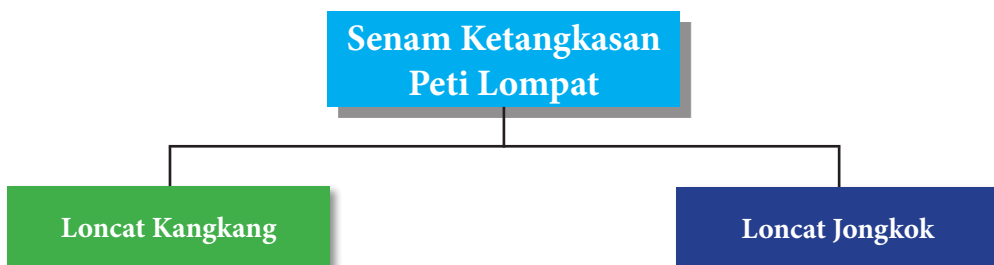 Senam Ketangkasan
Peti Lompat
Loncat Kangkang
Loncat Jongkok